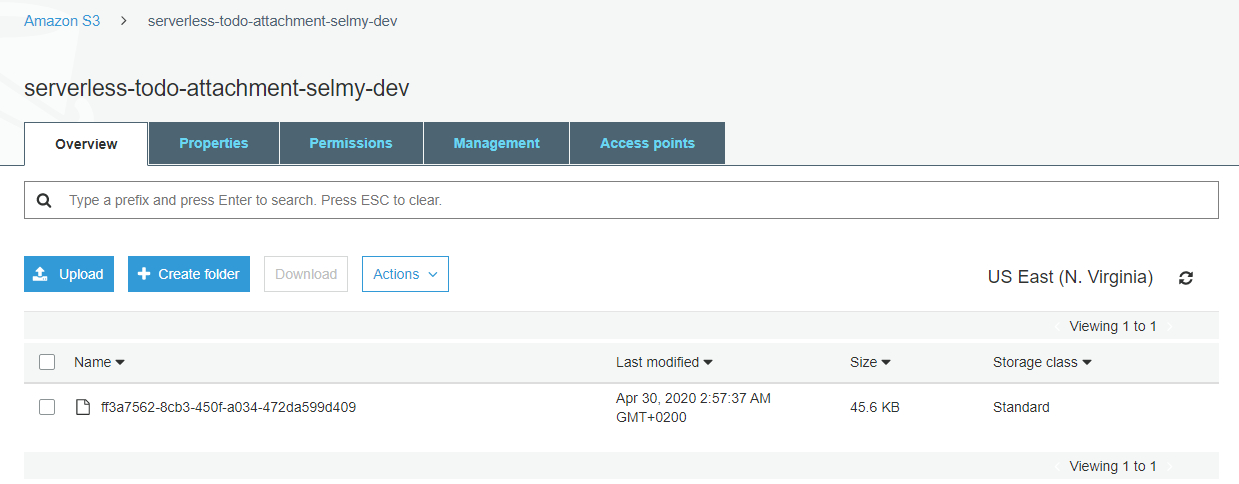 Amazon S3 > serverless-todo-attachment-selmy-dev
serverless-todo-attachment-selmy-dev
Overview Properties Permissions Management Access points
Type a prefix and press Enter to search. Press ESC to clear.
Upload Create folder Download Actions US East (N. Virginia)
Viewing 1 to 1
Name Last modified Size Storage class
ff3a7562-8cb3-450f-a034-472da599d409 Apr 30, 2020 2:57:37 AM 45.6 KB Standard
GMT+0200
Viewing 1 to 1